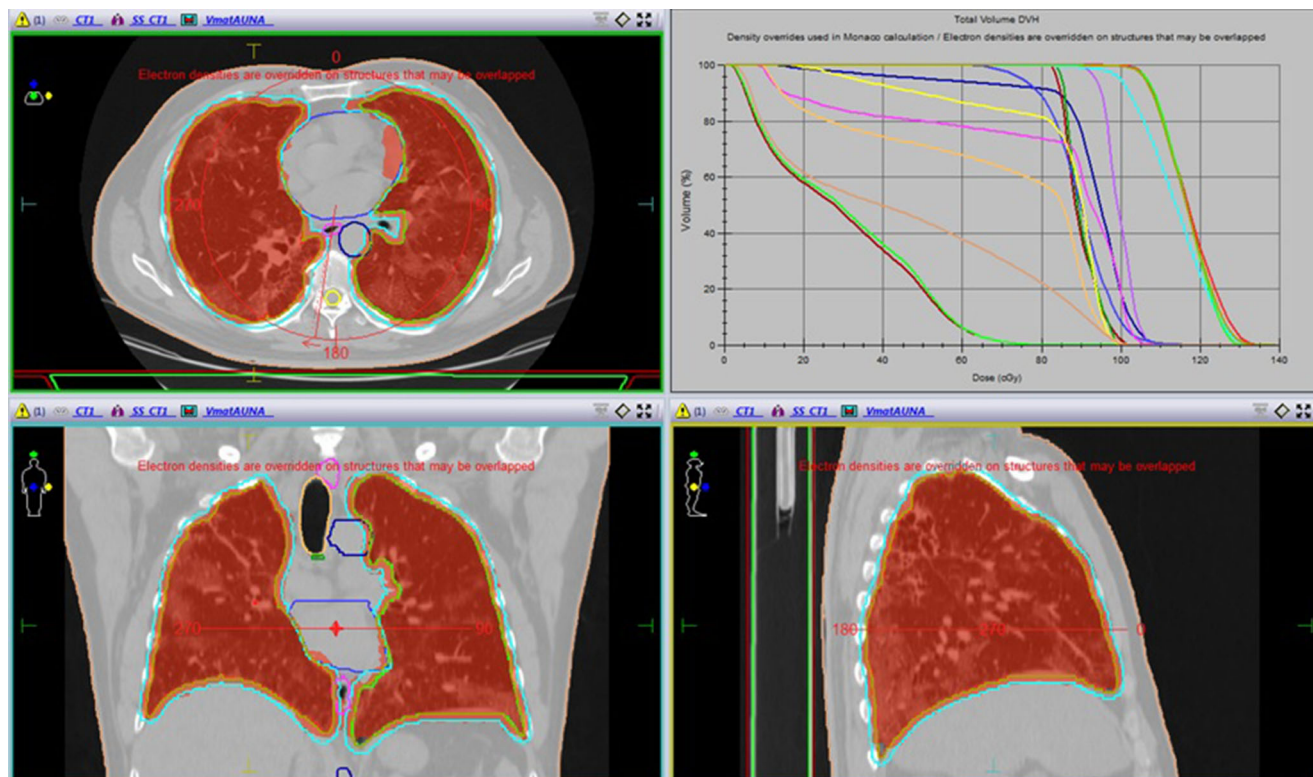 (1) CT1 SS CT1 VmatAUNA
0
Electron densities are overridden on structures that may be overlapped
270
90
180
Total Volume DVH
Density overrides used in Monaco calculation / Electron densities are overridden on structures that may be overlapped
100
80
60
40
20
0
Volume (%)
0 20 40 60 80 100 120 140
Dose (cGy)
(1) CT1 SS CT1 VmatAUNA
Electron densities are overridden on structures that may be overlapped
270
90
(1) CT1 SS CT1 VmatAUNA
Electron densities are overridden on structures that may be overlapped
180
270
0